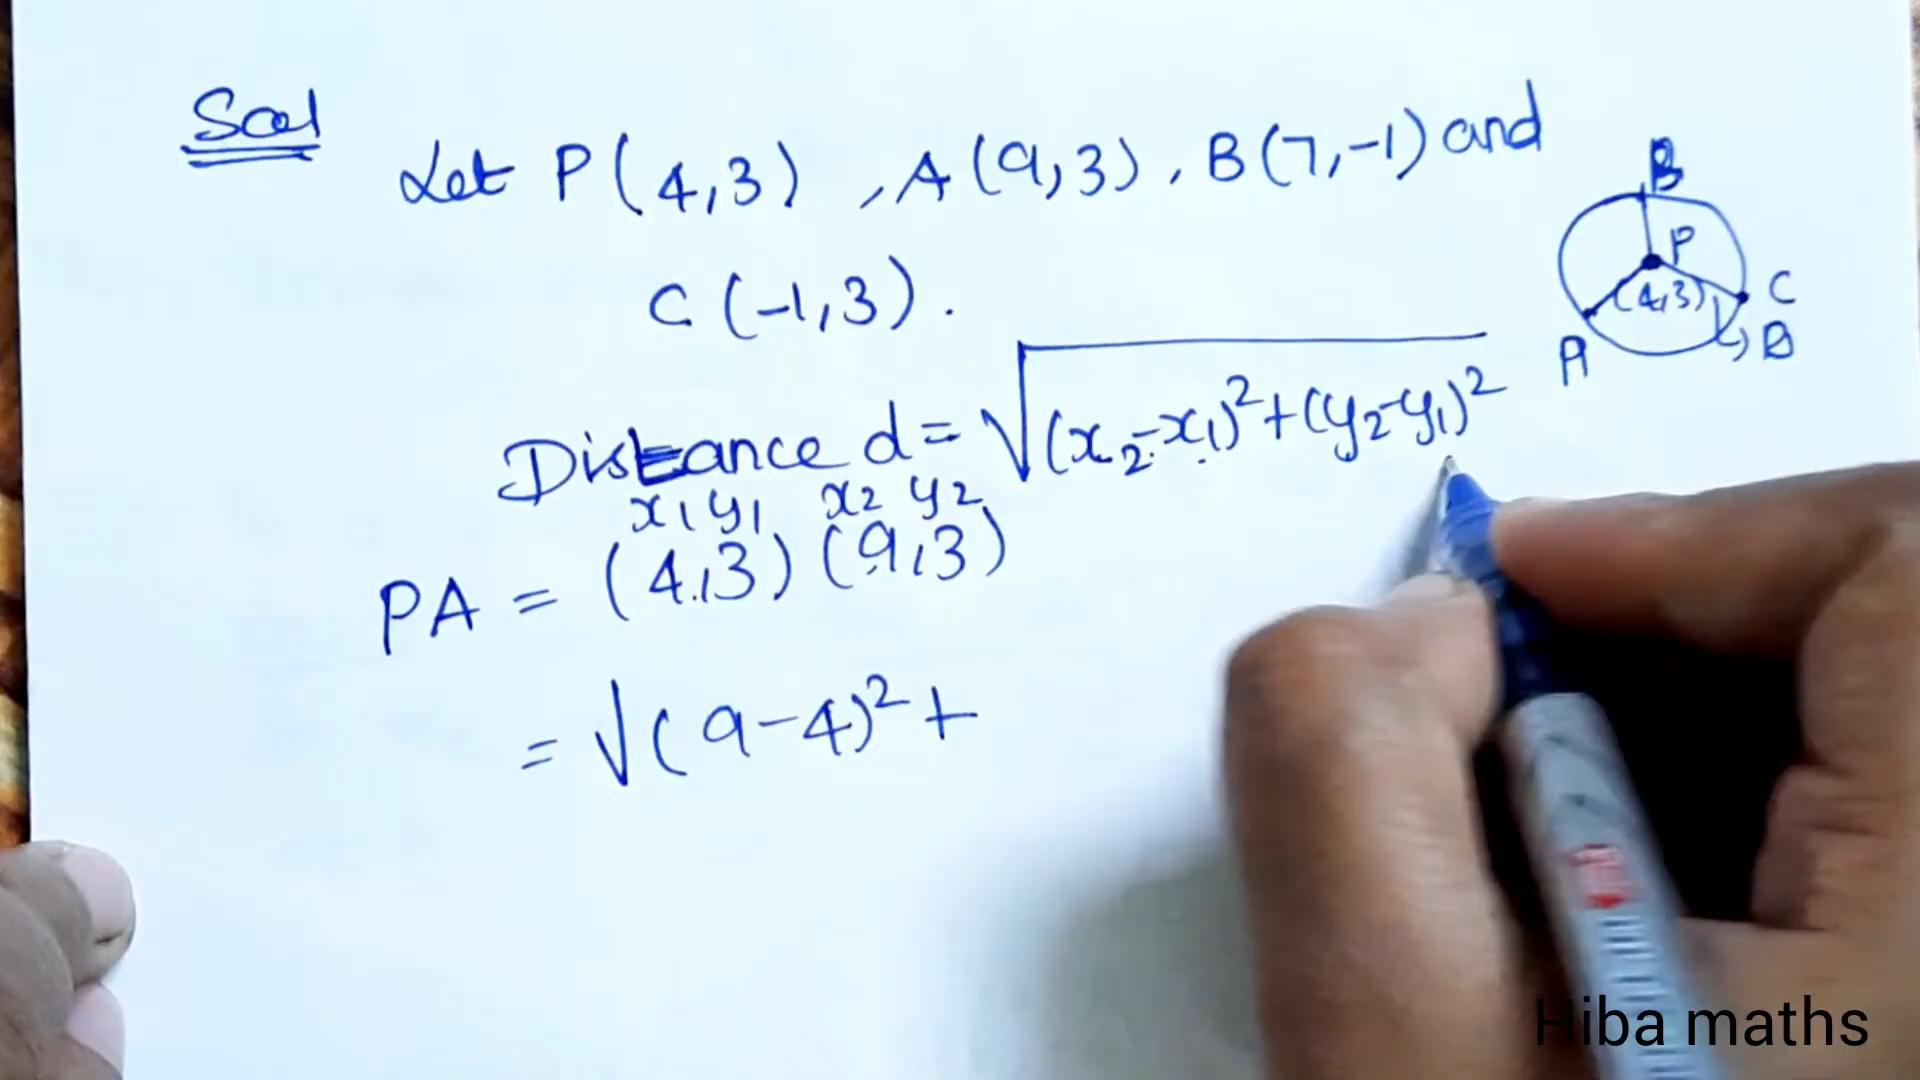 Sol
Let P(4,3), A(9,3), B(7,-1) and
C(-1,3).
Distance d = √(x₂-x₁)²+(y₂-y₁)²
x₁ y₁ x₂ y₂
PA = (4,3) (9,3)
= √(9-4)²+
B
P
(4,3)
C
A
B
Hiba maths